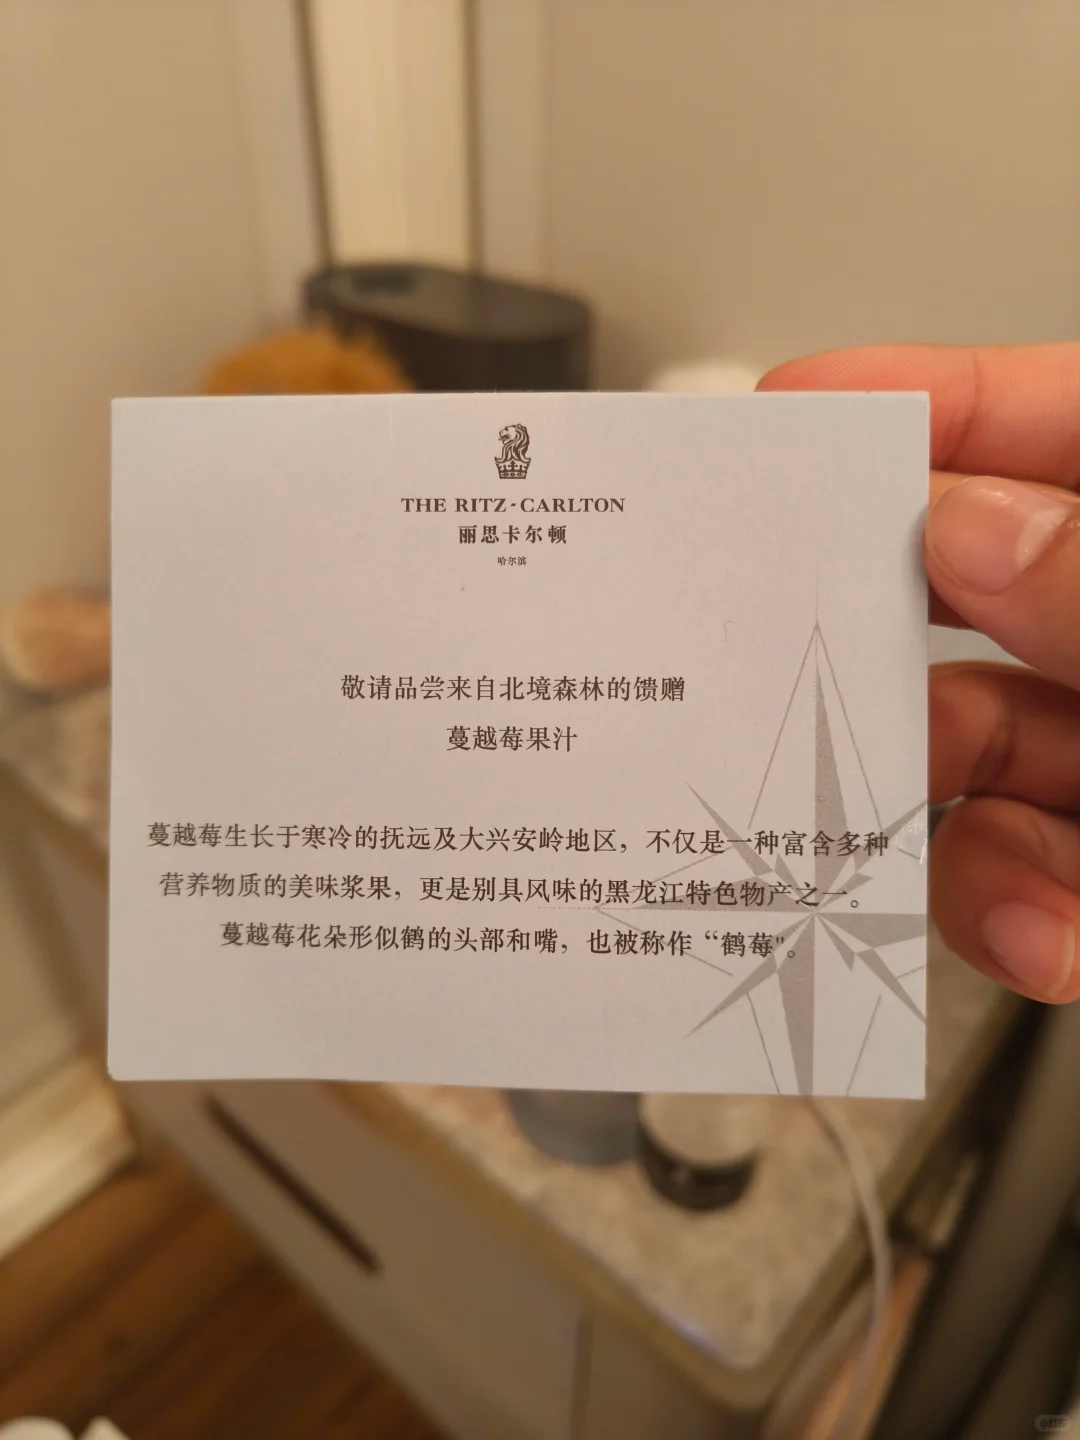 THE RITZ-CARLTON
丽思卡尔顿
哈尔滨
敬请品尝来自北境森林的馈赠
蔓越莓果汁
蔓越莓生长于寒冷的抚远及大兴安岭地区，不仅是一种富含多种
营养物质的美味浆果，更是别具风味的黑龙江特色物产之一。
蔓越莓花朵形似鹤的头部和嘴，也被称作“鹤莓"。
小红书